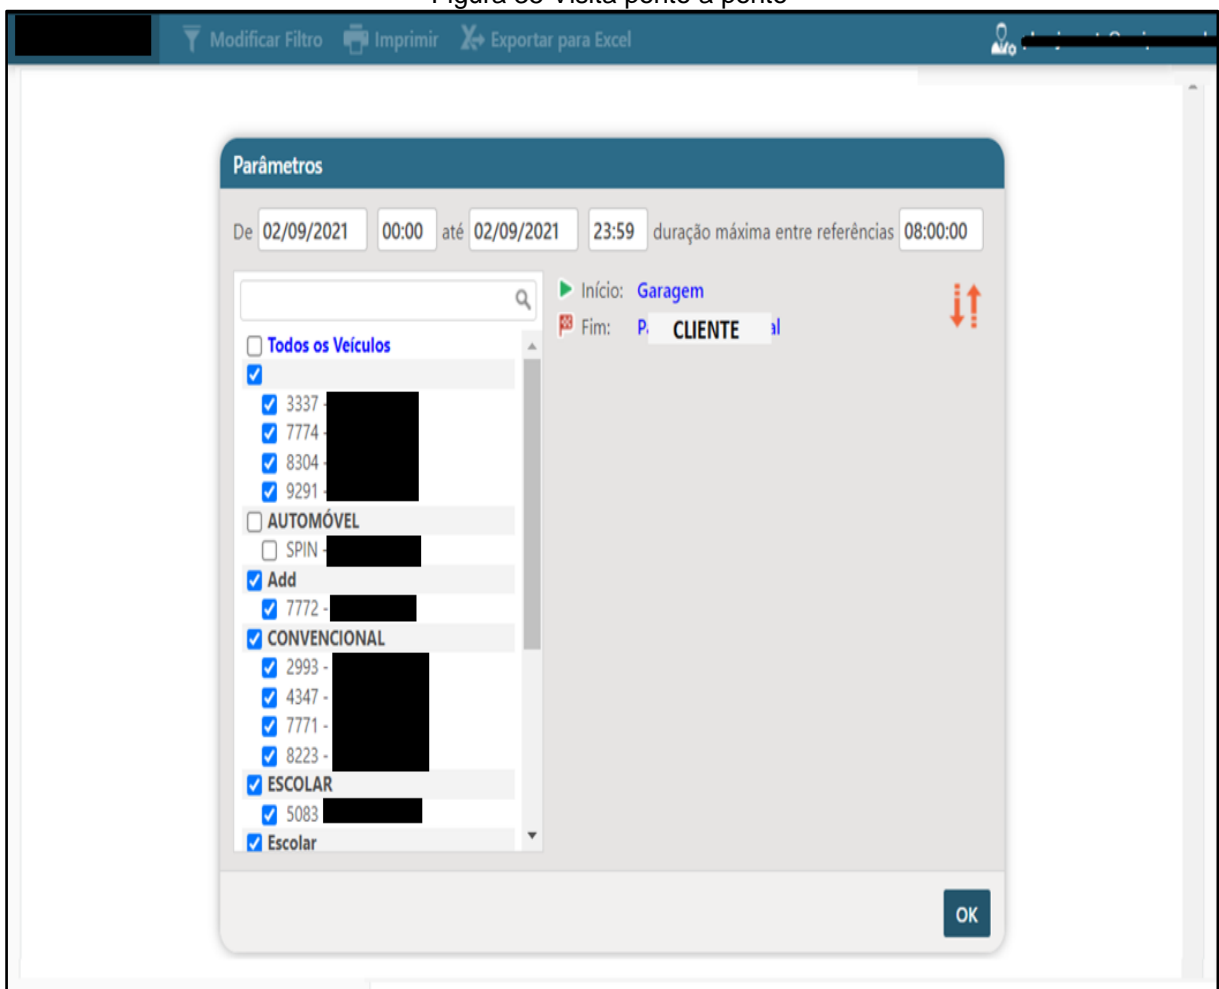 Modificar Filtro Imprimir Exportar para Excel
Parâmetros
De 02/09/2021 00:00 até 02/09/2021 23:59 duração máxima entre referências 08:00:00
Início: Garagem
Fim: CLIENTE
Todos os Veículos
3337 -
7774 -
8304 -
9291 -
AUTOMÓVEL
SPIN -
Add
7772 -
CONVENCIONAL
2993 -
4347 -
7771 -
8223 -
ESCOLAR
5083
Escolar
OK